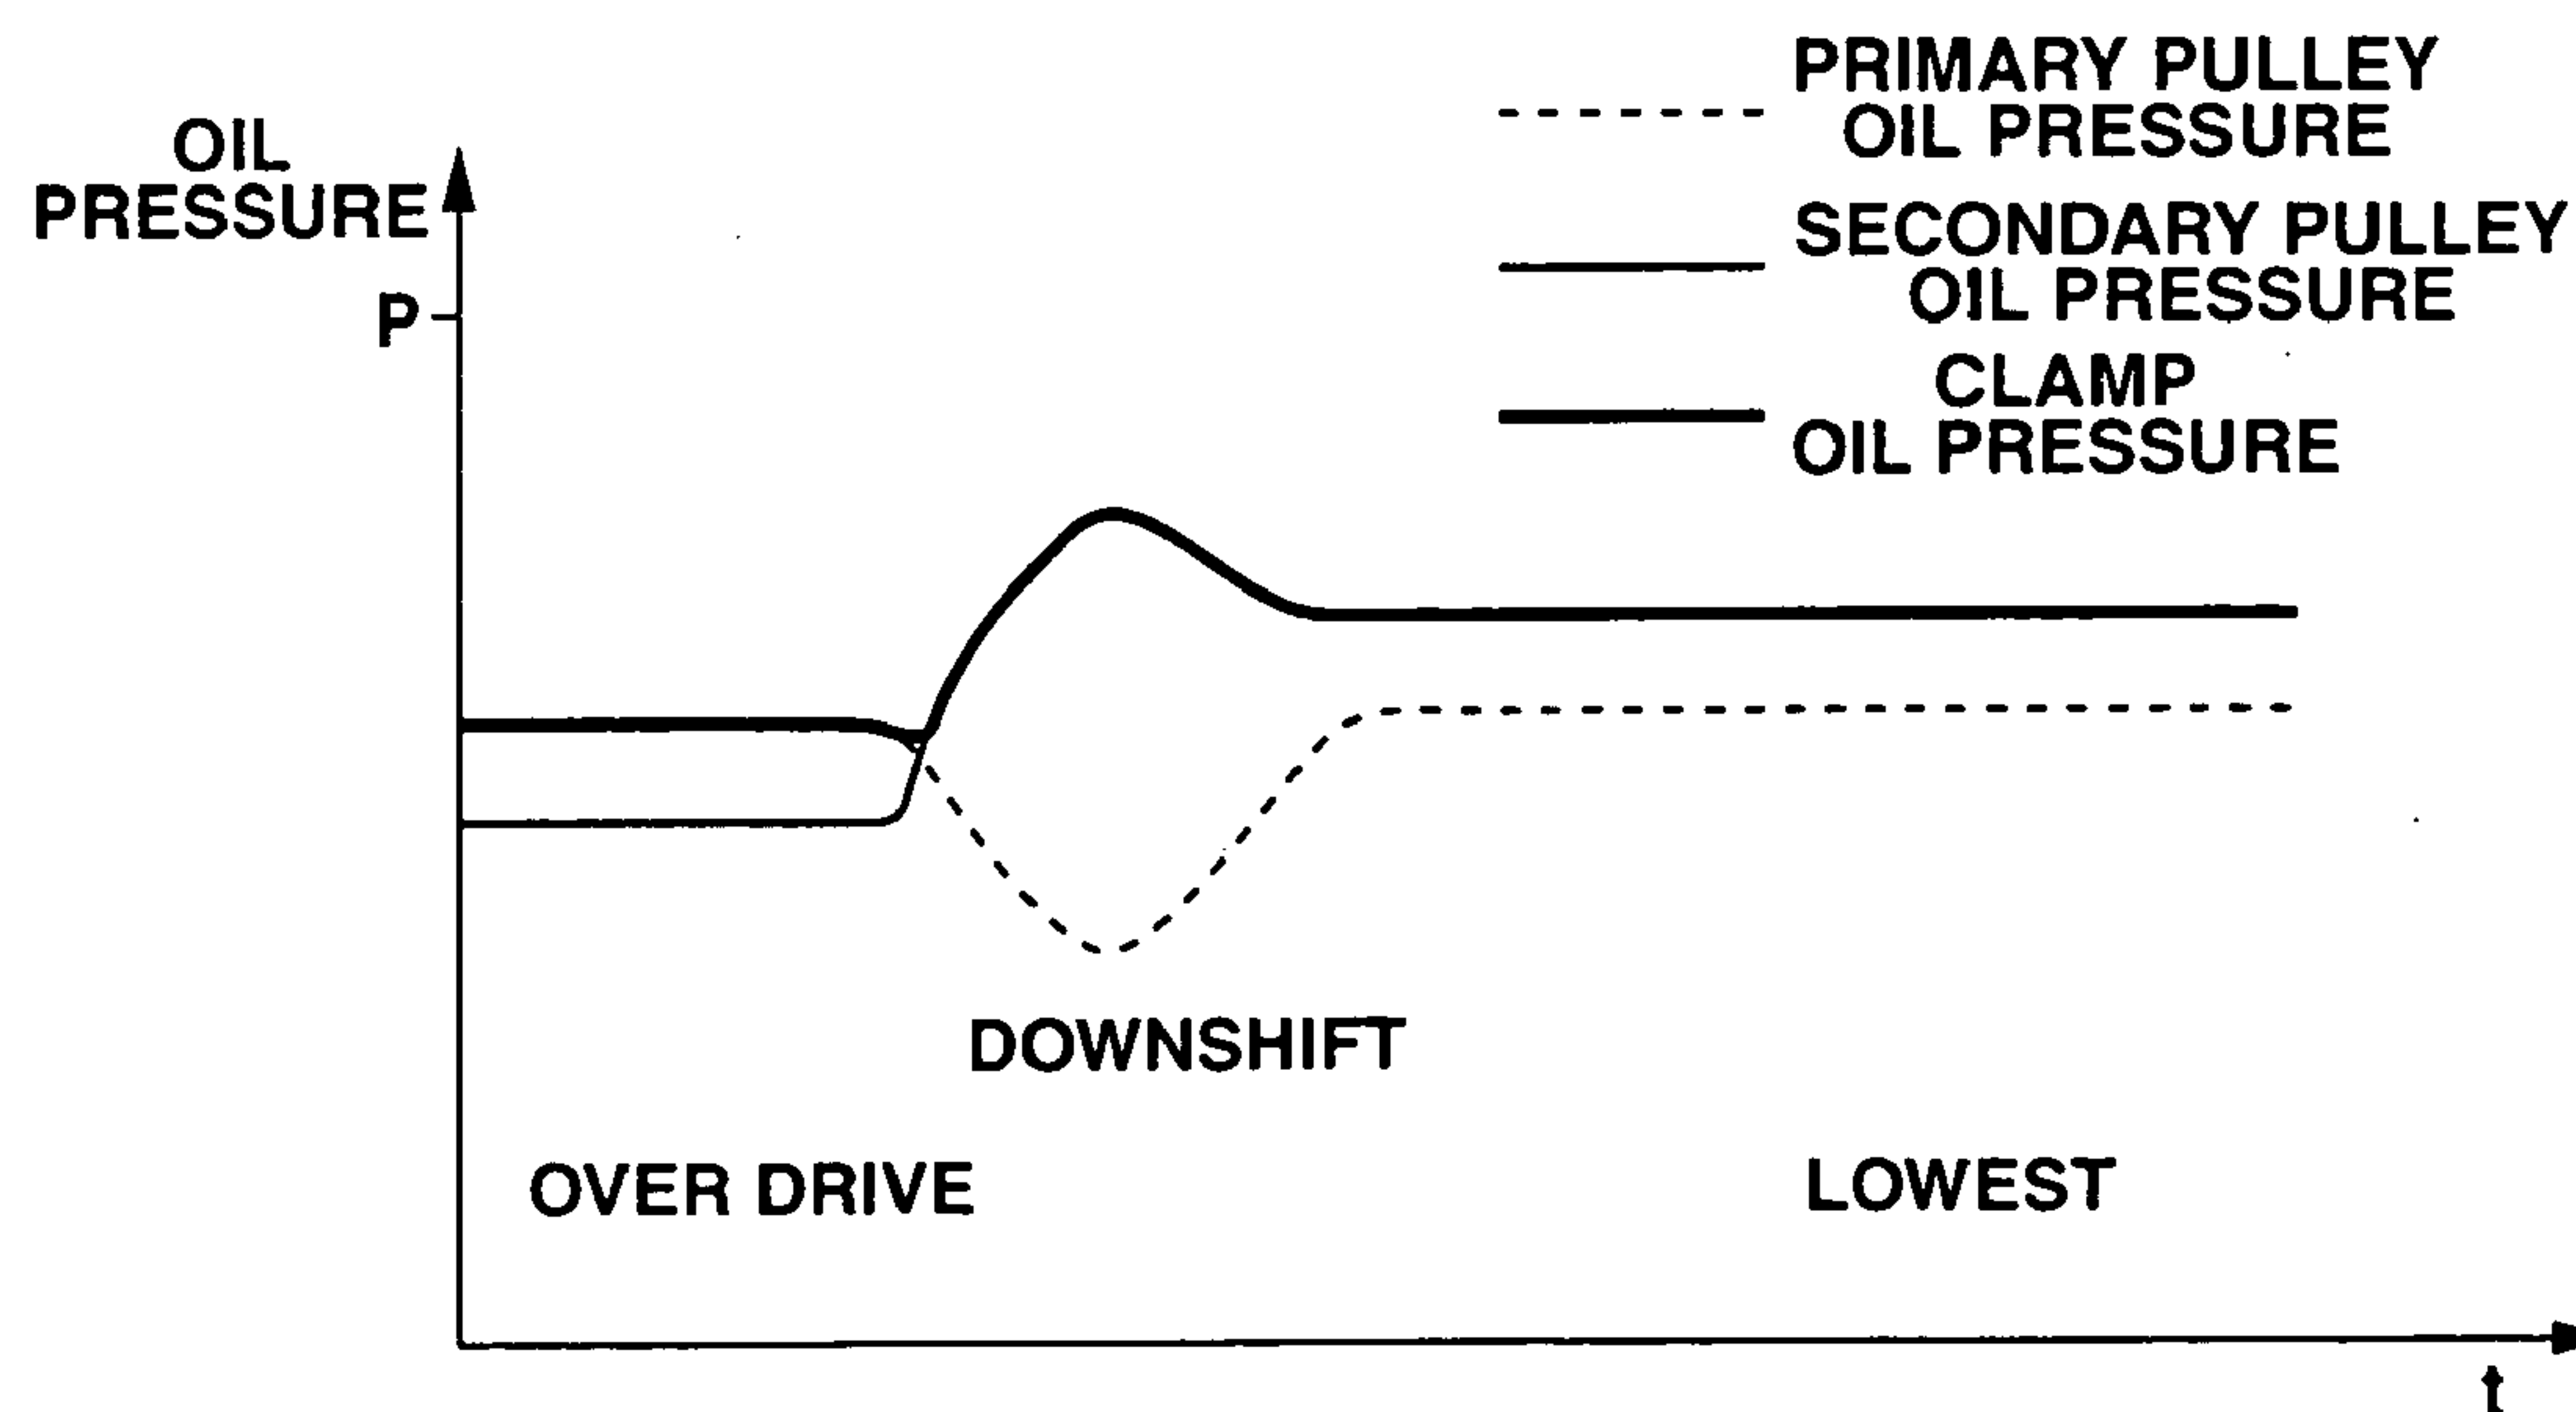 PRIMARY PULLEY
OIL PRESSURE
SECONDARY PULLEY
OIL PRESSURE
CLAMP
OIL PRESSURE
OIL
PRESSURE
P
DOWNSHIFT
OVER DRIVE
LOWEST
t